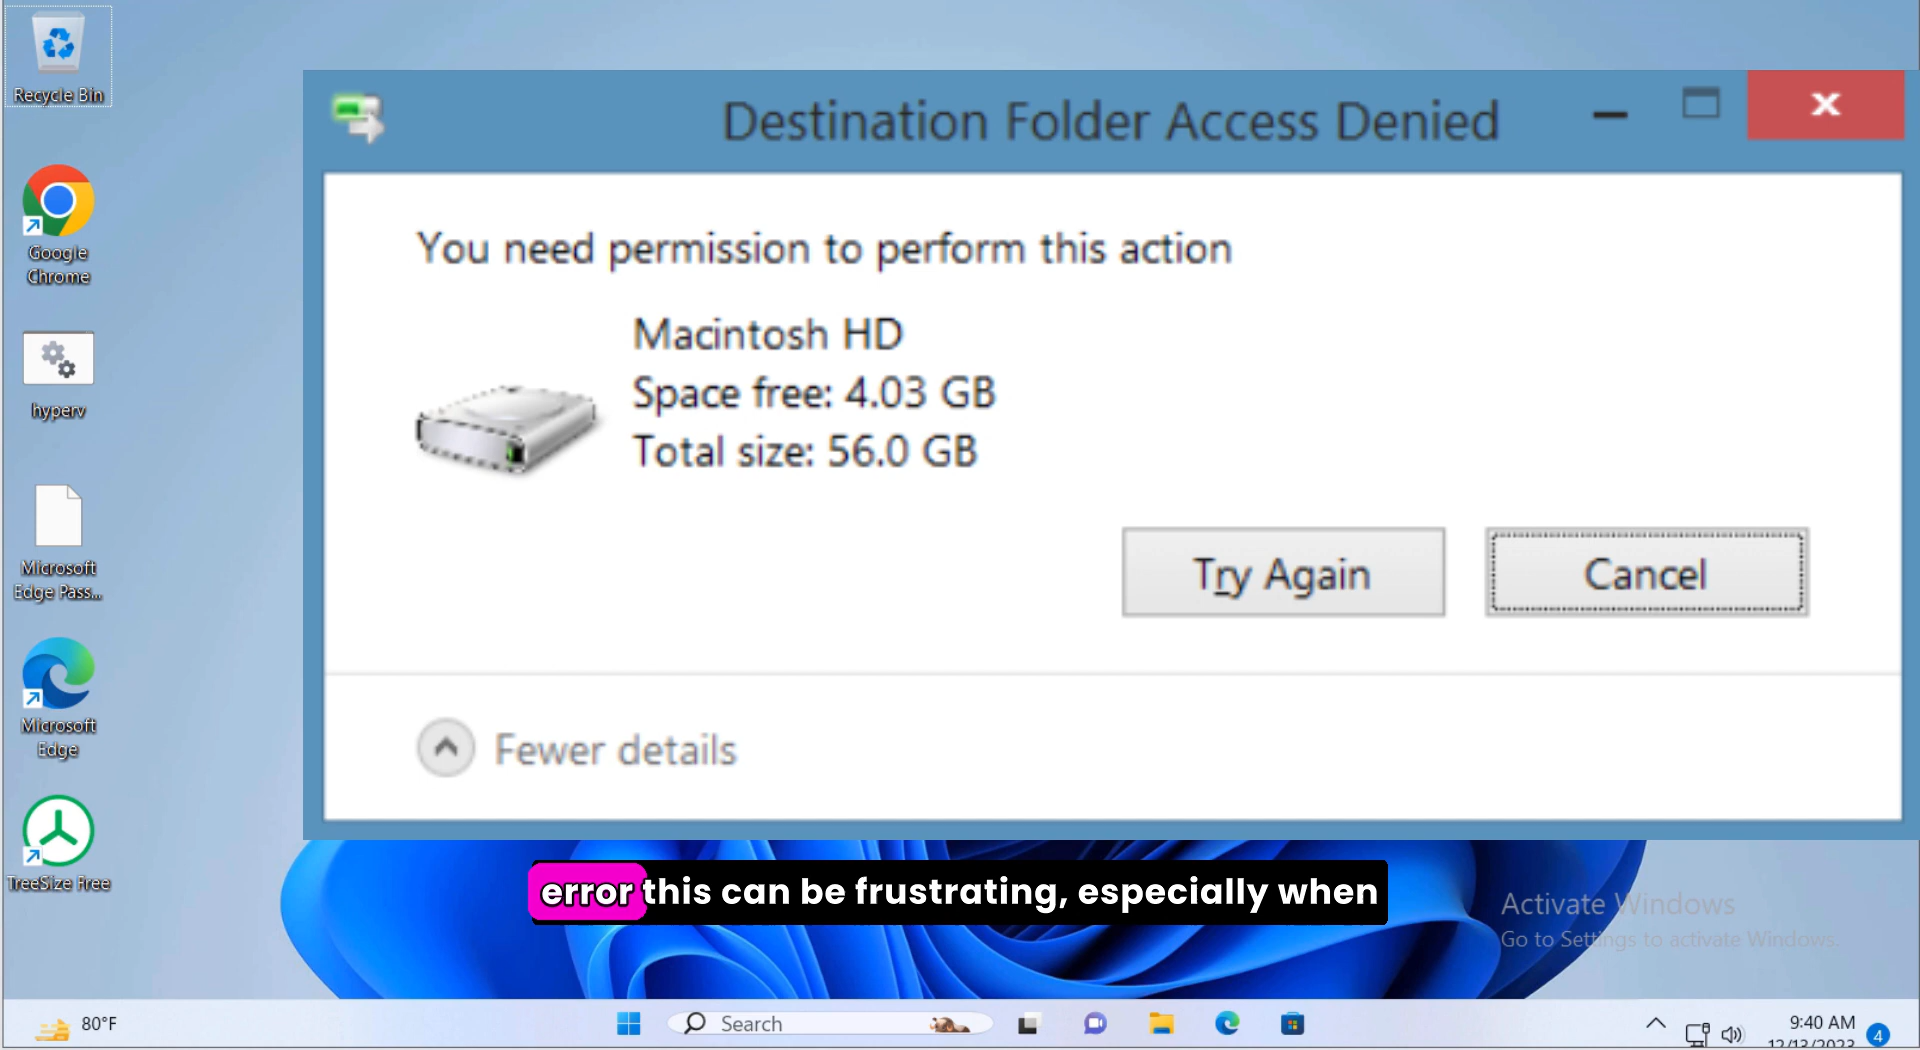 Recycle Bin
Google
Chrome
hyperv
Microsoft
Edge Pass...
Microsoft
Edge
TreeSize Free
Destination Folder Access Denied
You need permission to perform this action
Macintosh HD
Space free: 4.03 GB
Total size: 56.0 GB
Try Again
Cancel
Fewer details
error this can be frustrating, especially when
Activate Windows
Go to Settings to activate Windows.
80°F
Search
9:40 AM
12/13/2023
4